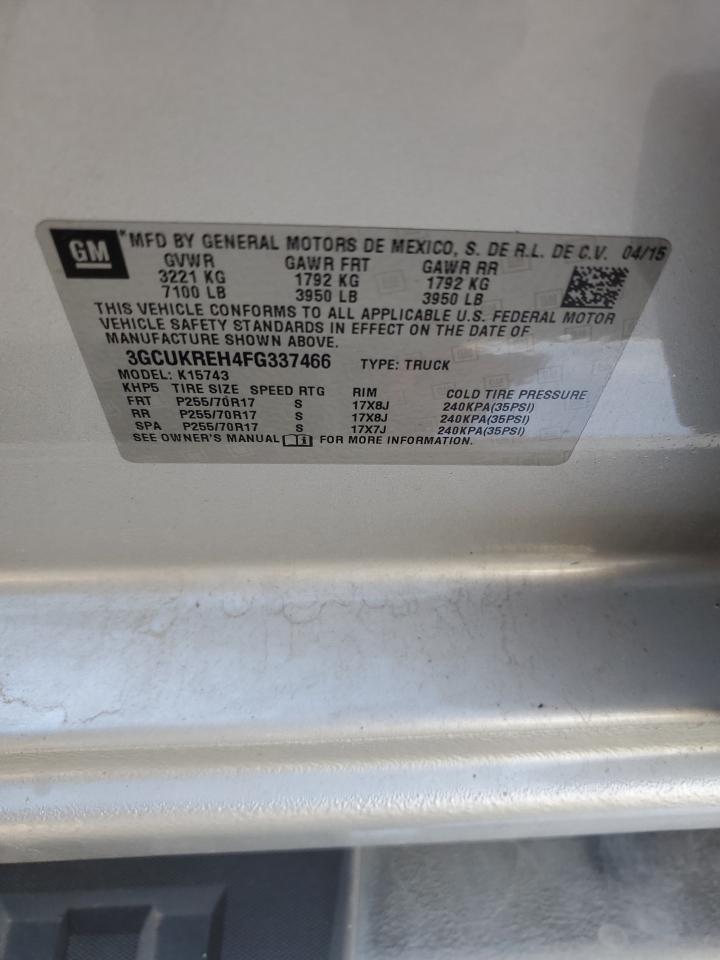 GM *MFD BY GENERAL MOTORS DE MEXICO, S. DE R.L. DE C.V. 04/15
GVWR GAWR FRT GAWR RR
3221 KG 1792 KG 1792 KG
7100 LB 3950 LB 3950 LB
THIS VEHICLE CONFORMS TO ALL APPLICABLE U.S. FEDERAL MOTOR
VEHICLE SAFETY STANDARDS IN EFFECT ON THE DATE OF
MANUFACTURE SHOWN ABOVE.
3GCUKREH4FG337466 TYPE: TRUCK
MODEL: K15743
KHP5 TIRE SIZE SPEED RTG RIM COLD TIRE PRESSURE
FRT P255/70R17 S 17X8J 240KPA(35PSI)
RR P255/70R17 S 17X8J 240KPA(35PSI)
SPA P255/70R17 S 17X7J 240KPA(35PSI)
SEE OWNER'S MANUAL FOR MORE INFORMATION.